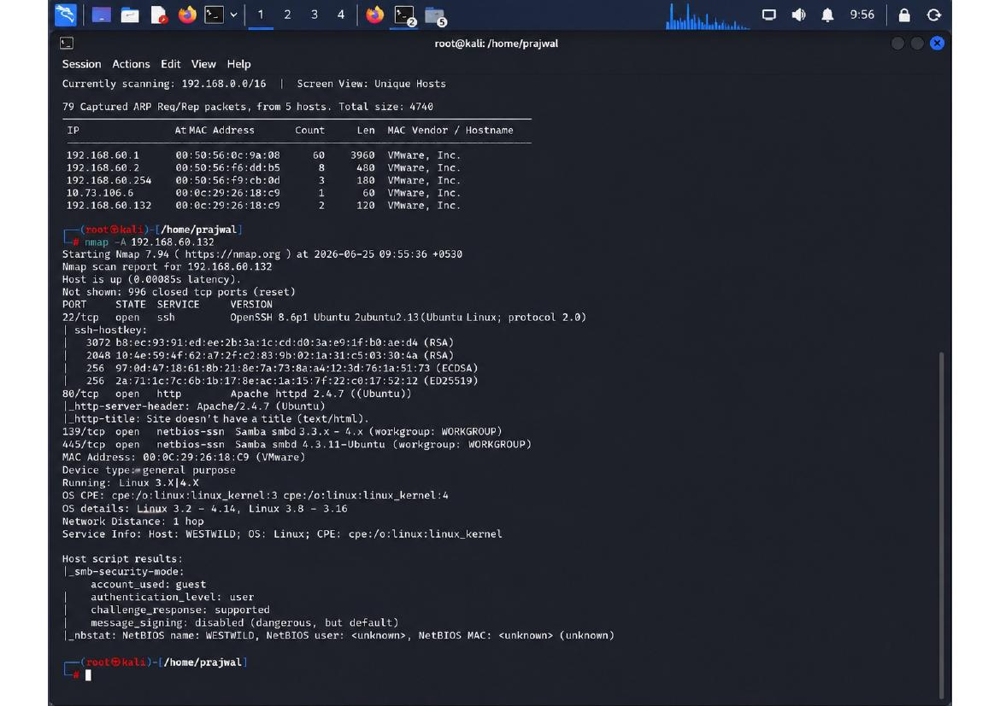 1 2 3 4 2 5 9:56
root@kali: /home/prajwal
Session Actions Edit View Help
Currently scanning: 192.168.0.0/16 | Screen View: Unique Hosts
79 Captured ARP Req/Rep packets, from 5 hosts. Total size: 4740
IP At MAC Address Count Len MAC Vendor / Hostname
192.168.60.1 00:50:56:0c:9a:08 60 3960 VMware, Inc.
192.168.60.2 00:50:56:f6:dd:b5 8 480 VMware, Inc.
192.168.60.254 00:50:56:f9:cb:0d 3 180 VMware, Inc.
10.73.106.6 00:0c:29:26:18:c9 1 60 VMware, Inc.
192.168.60.132 00:0c:29:26:18:c9 2 120 VMware, Inc.
┌──(root㉿kali)-[/home/prajwal]
└─# nmap -A 192.168.60.132
Starting Nmap 7.94 ( https://nmap.org ) at 2026-06-25 09:55:36 +0530
Nmap scan report for 192.168.60.132
Host is up (0.00085s latency).
Not shown: 996 closed tcp ports (reset)
PORT STATE SERVICE VERSION
22/tcp open ssh OpenSSH 8.6p1 Ubuntu 2ubuntu2.13(Ubuntu Linux; protocol 2.0)
| ssh-hostkey:
| 3072 b8:ec:93:91:ed:ee:2b:3a:1c:cd:d0:3a:e9:1f:b0:ae:d4 (RSA)
| 2048 10:4e:59:4f:62:a7:2f:c2:83:9b:02:1a:31:c5:03:30:4a (RSA)
| 256 97:0d:47:18:61:8b:21:8e:7a:73:8a:a4:12:3d:76:1a:51:73 (ECDSA)
| 256 2a:71:1c:7c:6b:1b:17:8e:ac:1a:15:7f:22:c0:17:52:12 (ED25519)
80/tcp open http Apache httpd 2.4.7 ((Ubuntu))
|_http-server-header: Apache/2.4.7 (Ubuntu)
|_http-title: Site doesn't have a title (text/html).
139/tcp open netbios-ssn Samba smbd 3.3.x - 4.x (workgroup: WORKGROUP)
445/tcp open netbios-ssn Samba smbd 4.3.11-Ubuntu (workgroup: WORKGROUP)
MAC Address: 00:0C:29:26:18:C9 (VMware)
Device type: general purpose
Running: Linux 3.X|4.X
OS CPE: cpe:/o:linux:linux_kernel:3 cpe:/o:linux:linux_kernel:4
OS details: Linux 3.2 - 4.14, Linux 3.8 - 3.16
Network Distance: 1 hop
Service Info: Host: WESTWILD; OS: Linux; CPE: cpe:/o:linux:linux_kernel
Host script results:
|_smb-security-mode:
account_used: guest
| authentication_level: user
| challenge_response: supported
| message_signing: disabled (dangerous, but default)
|_nbstat: NetBIOS name: WESTWILD, NetBIOS user: <unknown>, NetBIOS MAC: <unknown> (unknown)
┌──(root㉿kali)-[/home/prajwal]
└─#